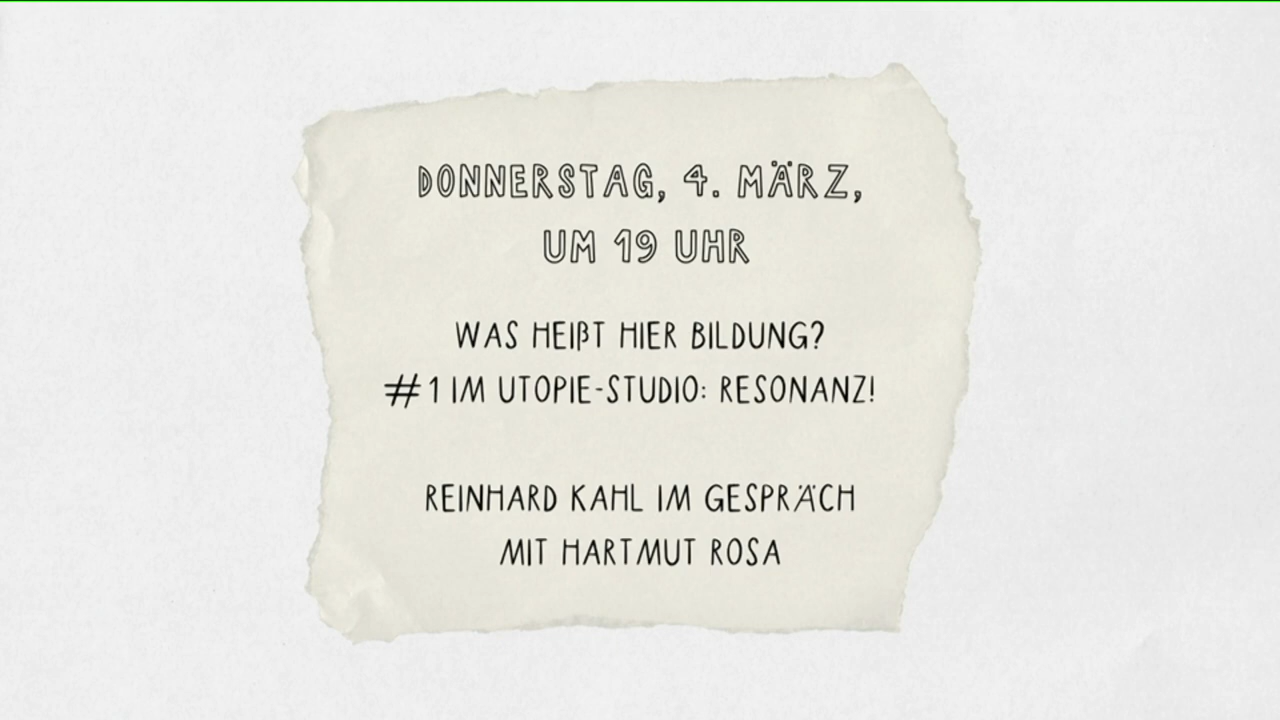 DONNERSTAG, 4. MÄRZ,
UM 19 UHR
WAS HEIßT HIER BILDUNG?
#1 IM UTOPIE-STUDIO: RESONANZ!
REINHARD KAHL IM GESPRÄCH
MIT HARTMUT ROSA